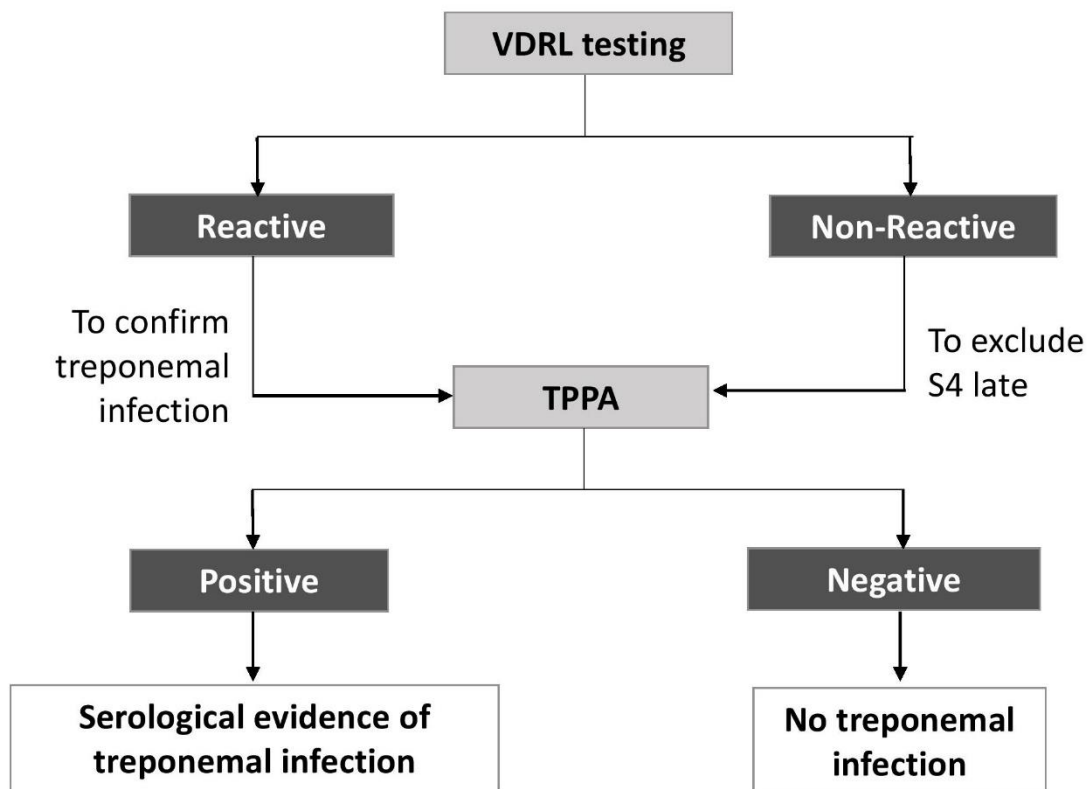 VDRL testing
Reactive
Non-Reactive
To confirm
treponemal
infection
To exclude
S4 late
TPPA
Positive
Negative
Serological evidence of
treponemal infection
No treponemal
infection